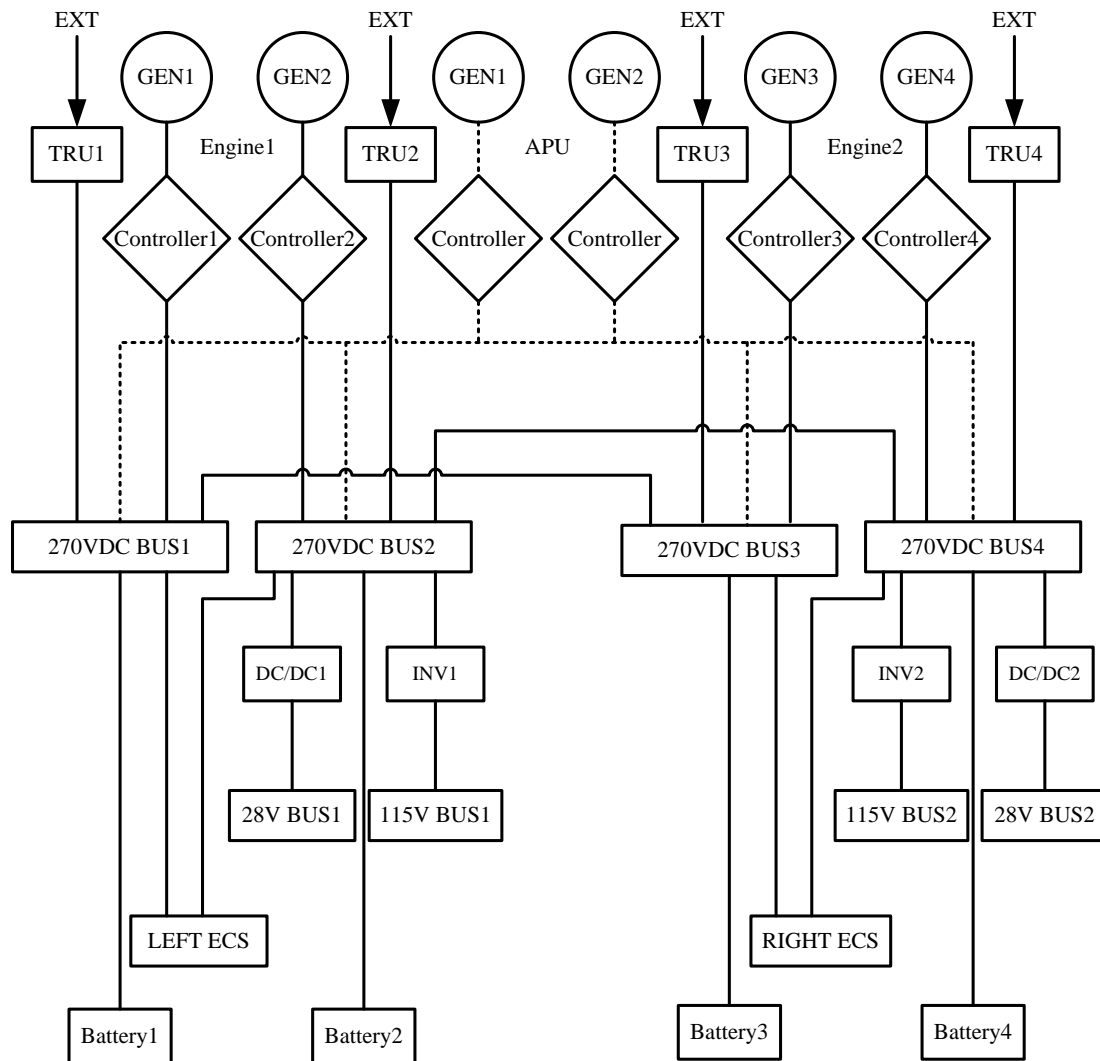 EXT
EXT
EXT
EXT
GEN1
GEN2
GEN1
GEN2
GEN3
GEN4
TRU1
Engine1
TRU2
APU
TRU3
Engine2
TRU4
Controller1
Controller2
Controller
Controller
Controller3
Controller4
270VDC BUS1
270VDC BUS2
270VDC BUS3
270VDC BUS4
DC/DC1
INV1
INV2
DC/DC2
28V BUS1
115V BUS1
115V BUS2
28V BUS2
LEFT ECS
RIGHT ECS
Battery1
Battery2
Battery3
Battery4